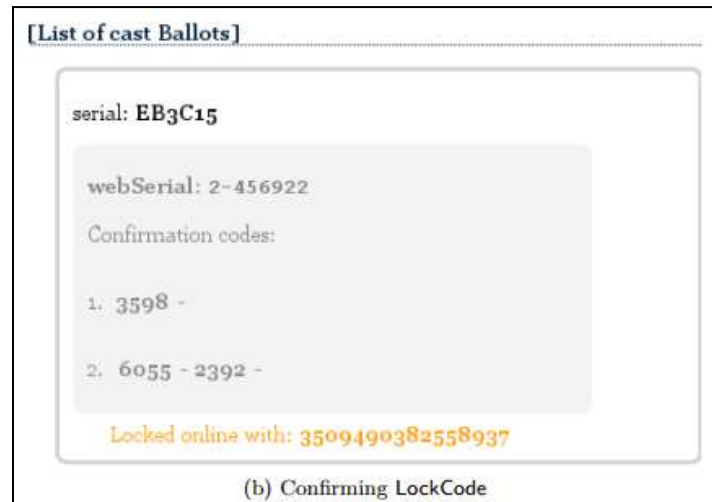 [List of cast Ballots]
serial: EB3C15
webSerial: 2-456922
Confirmation codes:
1. 3598 -
2. 6055 - 2392 -
Locked online with: 3509490382558937
(b) Confirming LockCode